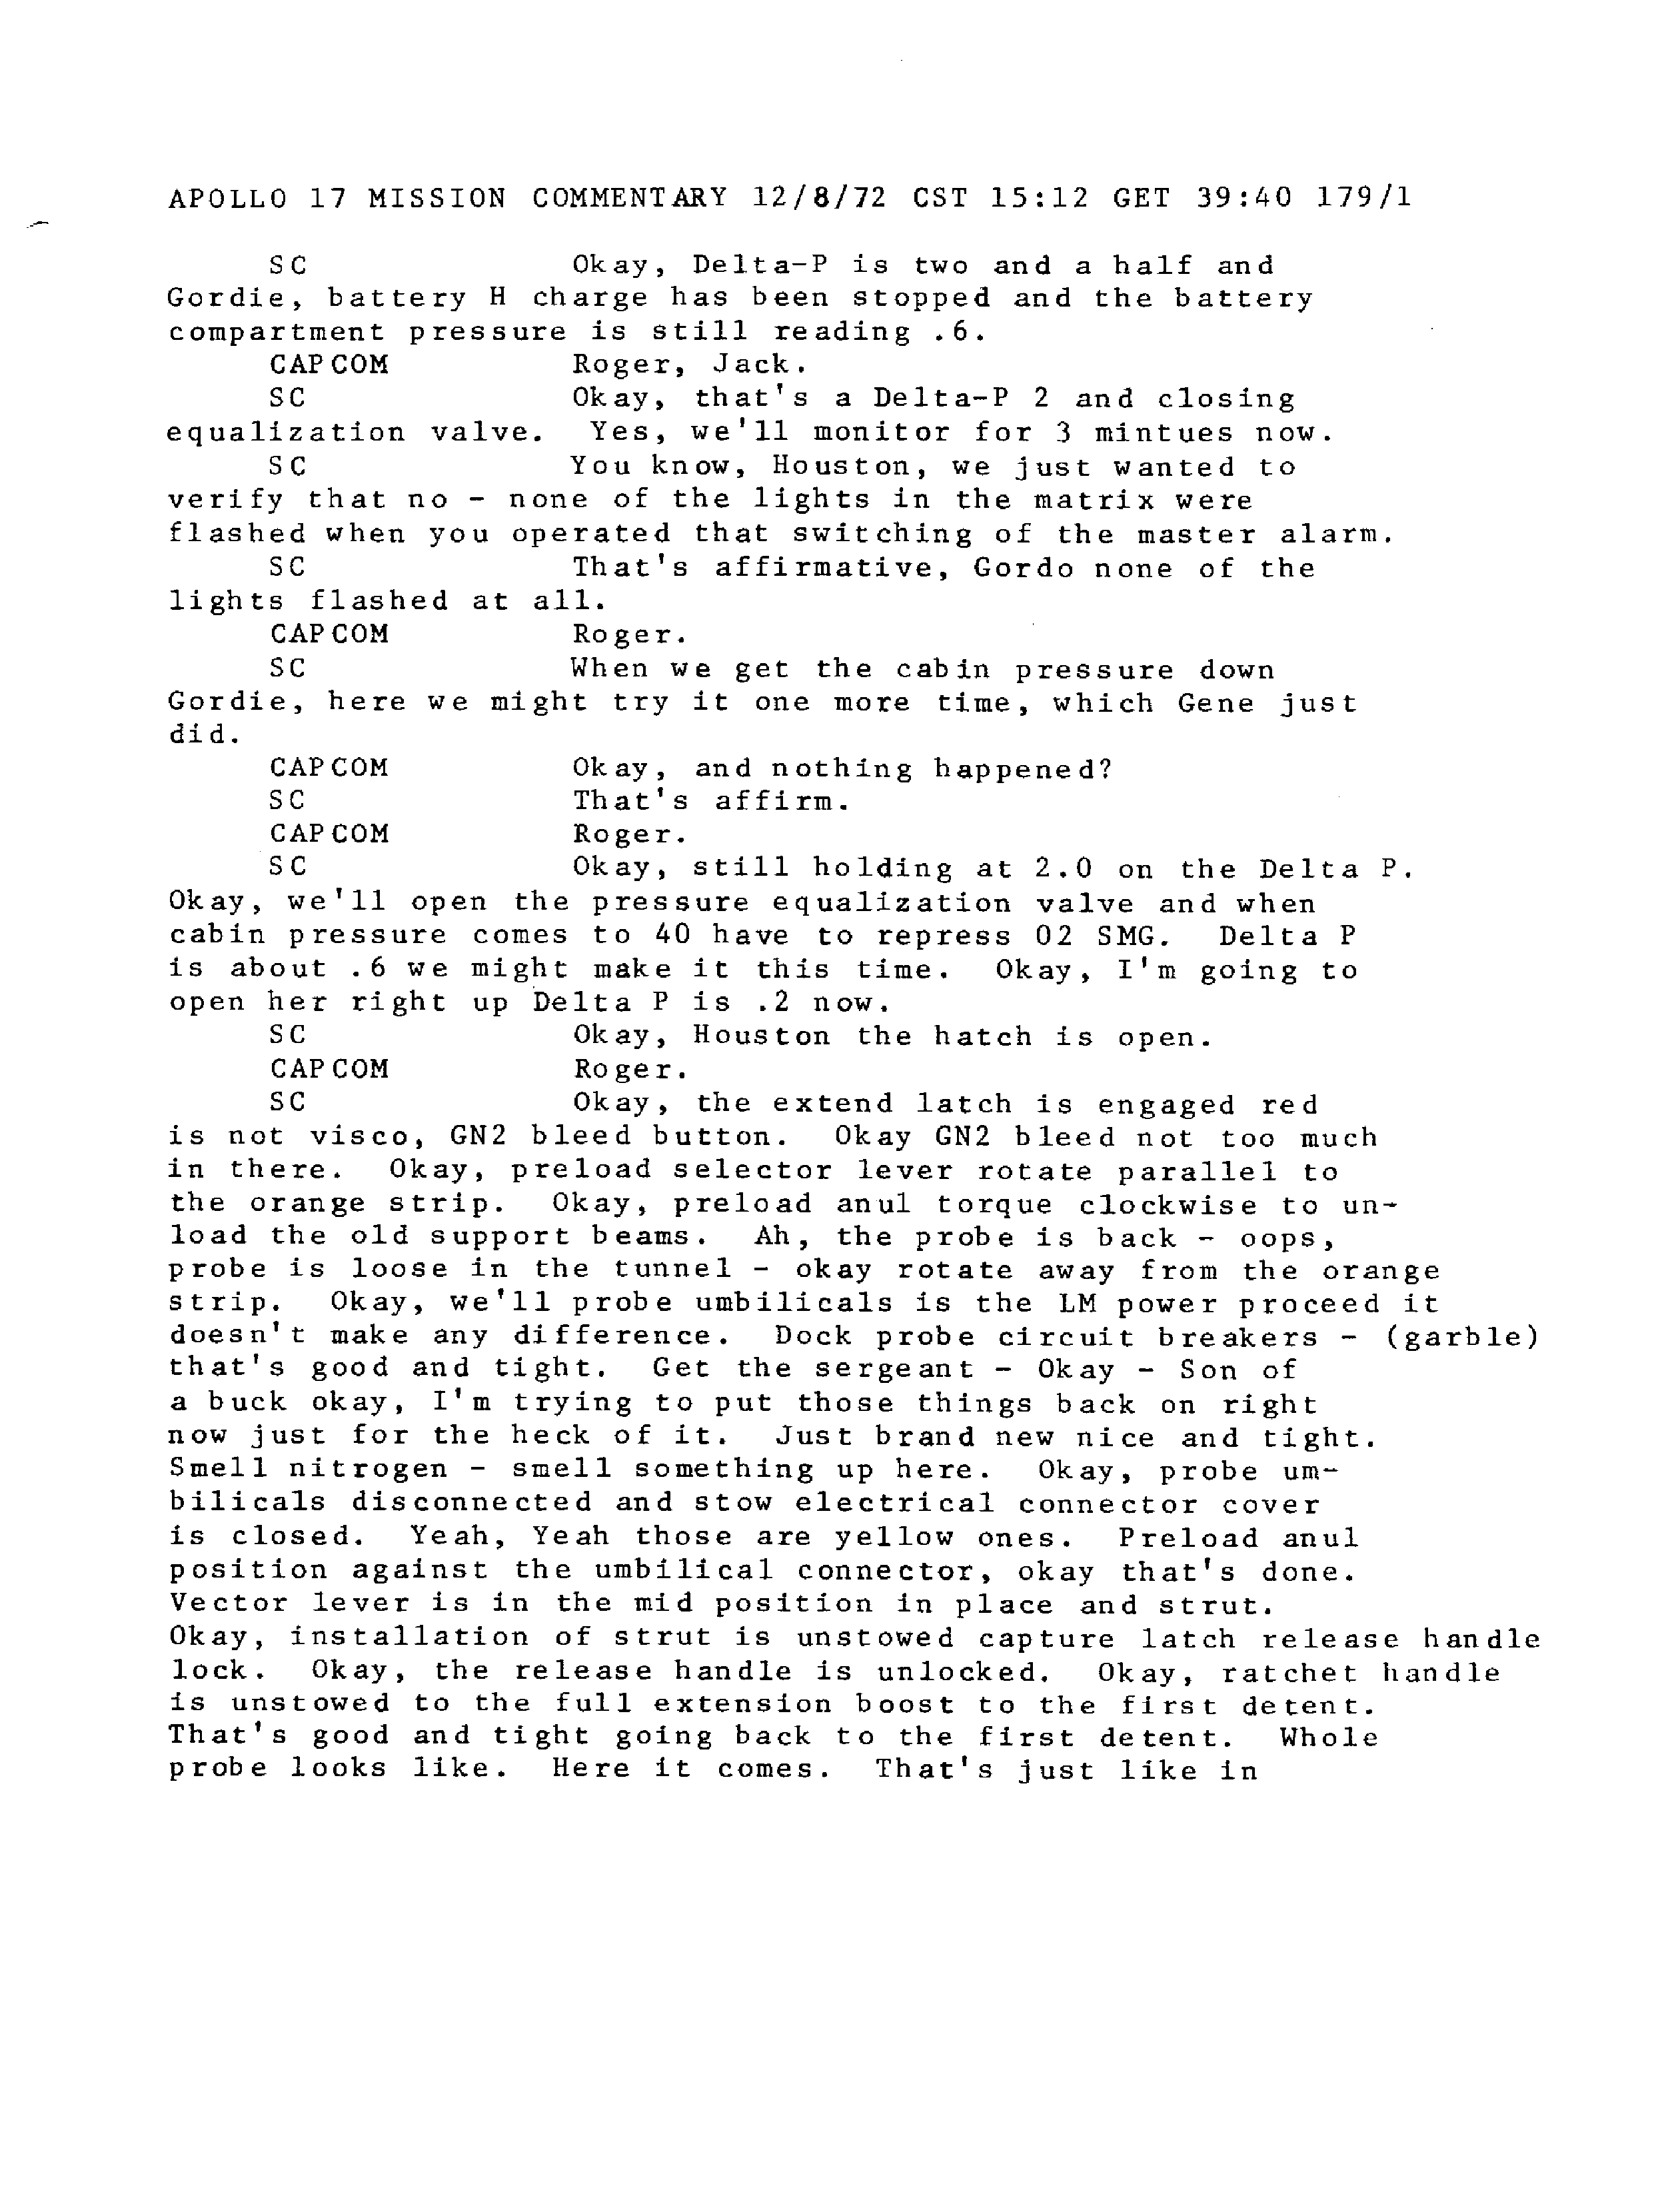 APOLLO 17 MISSION COMMENTARY 12/8/72 CST 15:12 GET 39:40 179/1
SC Okay, Delta-P is two and a half and
Gordie, battery H charge has been stopped and the battery
compartment pressure is still reading .6.
CAPCOM Roger, Jack.
SC Okay, that's a Delta-P 2 and closing
equalization valve. Yes, we'll monitor for 3 mintues now.
SC You know, Houston, we just wanted to
verify that no - none of the lights in the matrix were
flashed when you operated that switching of the master alarm.
SC That's affirmative, Gordo none of the
lights flashed at all.
CAPCOM Roger.
SC When we get the cabin pressure down
Gordie, here we might try it one more time, which Gene just
did.
CAPCOM Okay, and nothing happened?
SC That's affirm.
CAPCOM Roger.
SC Okay, still holding at 2.0 on the Delta P.
Okay, we'll open the pressure equalization valve and when
cabin pressure comes to 40 have to repress 02 SMG. Delta P
is about .6 we might make it this time. Okay, I'm going to
open her right up Delta P is .2 now.
SC Okay, Houston the hatch is open.
CAPCOM Roger.
SC Okay, the extend latch is engaged red
is not visco, GN2 bleed button. Okay GN2 bleed not too much
in there. Okay, preload selector lever rotate parallel to
the orange strip. Okay, preload anul torque clockwise to un-
load the old support beams. Ah, the probe is back - oops,
probe is loose in the tunnel - okay rotate away from the orange
strip. Okay, we'll probe umbilicals is the LM power proceed it
doesn't make any difference. Dock probe circuit breakers - (garble)
that's good and tight. Get the sergeant - Okay - Son of
a buck okay, I'm trying to put those things back on right
now just for the heck of it. Just brand new nice and tight.
Smell nitrogen - smell something up here. Okay, probe um-
bilicals disconnected and stow electrical connector cover
is closed. Yeah, Yeah those are yellow ones. Preload anul
position against the umbilical connector, okay that's done.
Vector lever is in the mid position in place and strut.
Okay, installation of strut is unstowed capture latch release handle
lock. Okay, the release handle is unlocked. Okay, ratchet handle
is unstowed to the full extension boost to the first detent.
That's good and tight going back to the first detent. Whole
probe looks like. Here it comes. That's just like in